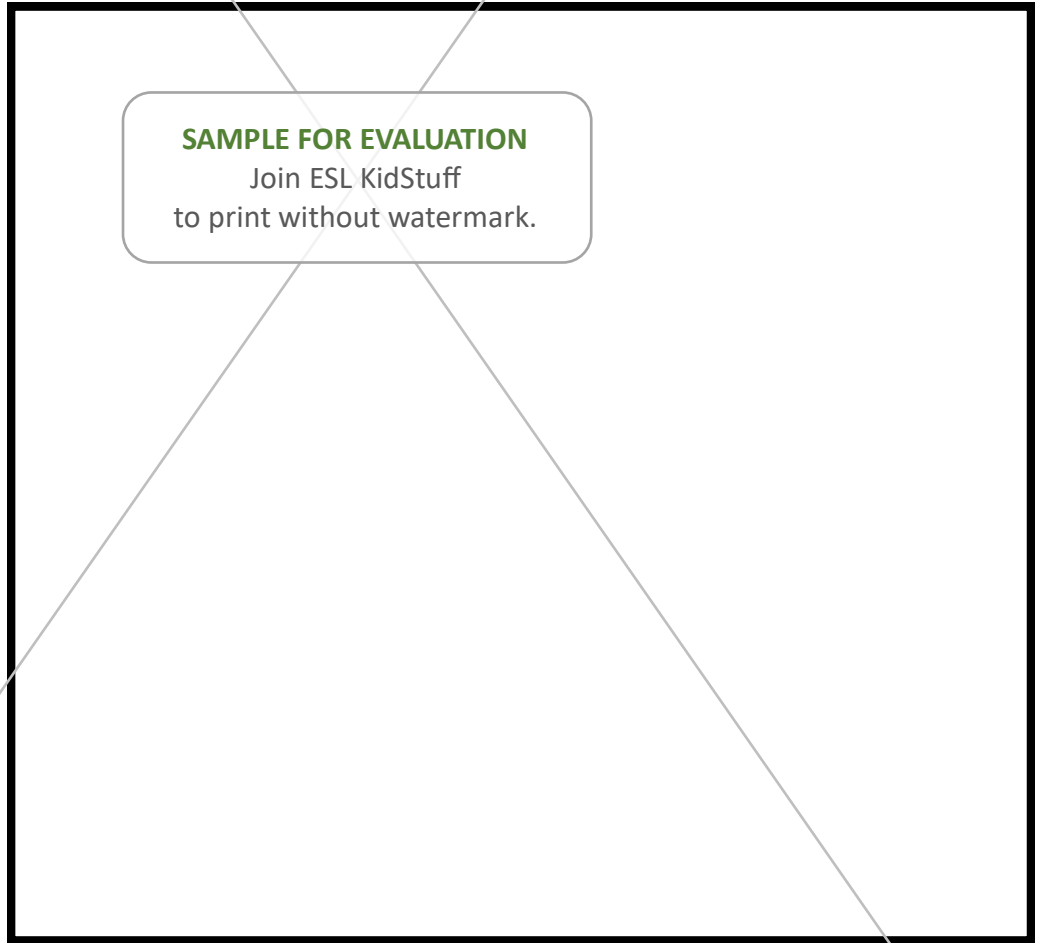 SAMPLE FOR EVALUATION
Join ESL KidStuff
to print without watermark.